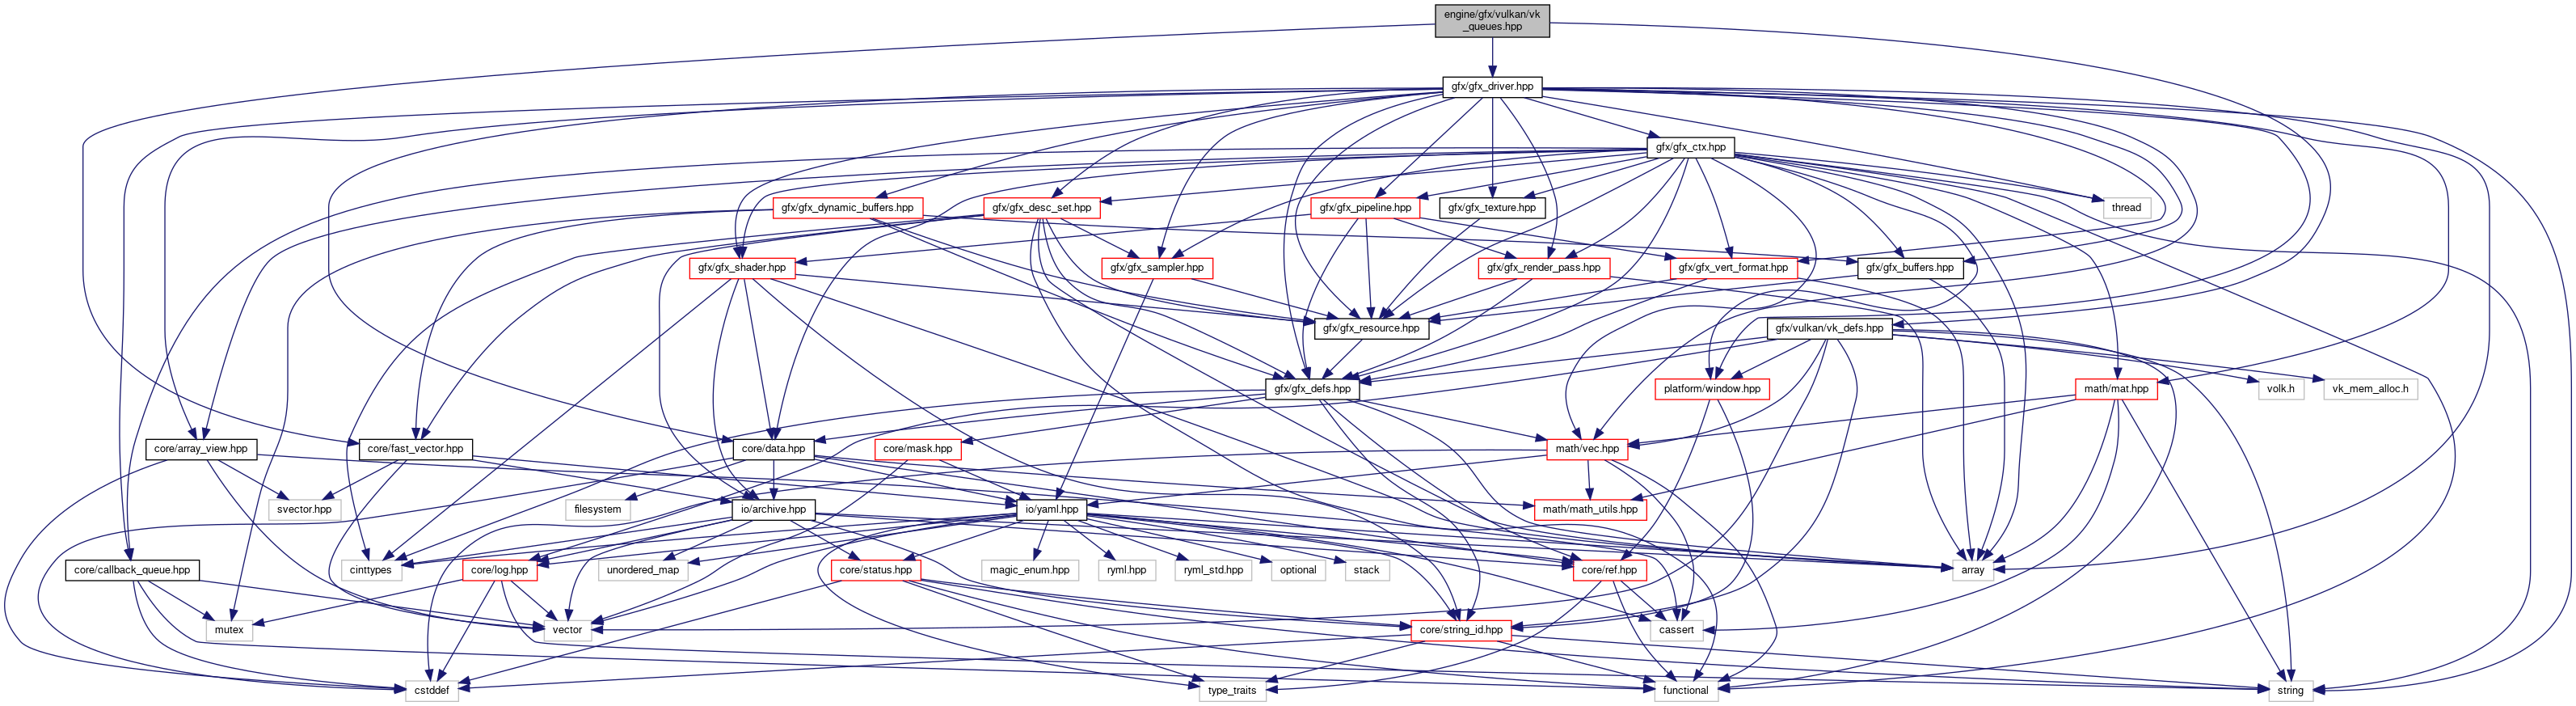 engine/gfx/vulkan/vk
_queues.hpp
gfx/gfx_driver.hpp
gfx/gfx_ctx.hpp
gfx/gfx_dynamic_buffers.hpp
gfx/gfx_desc_set.hpp
gfx/gfx_pipeline.hpp
gfx/gfx_texture.hpp
thread
gfx/gfx_shader.hpp
gfx/gfx_sampler.hpp
gfx/gfx_render_pass.hpp
gfx/gfx_vert_format.hpp
gfx/gfx_buffers.hpp
gfx/gfx_resource.hpp
gfx/vulkan/vk_defs.hpp
gfx/gfx_defs.hpp
platform/window.hpp
math/mat.hpp
volk.h
vk_mem_alloc.h
core/array_view.hpp
core/fast_vector.hpp
core/data.hpp
core/mask.hpp
math/vec.hpp
svector.hpp
filesystem
io/archive.hpp
io/yaml.hpp
math/math_utils.hpp
core/callback_queue.hpp
cinttypes
core/log.hpp
unordered_map
core/status.hpp
magic_enum.hpp
ryml.hpp
ryml_std.hpp
optional
stack
core/ref.hpp
array
mutex
vector
core/string_id.hpp
cassert
cstddef
type_traits
functional
string